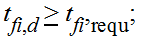 t_{fi,d} ≥ t_{fi,requ};